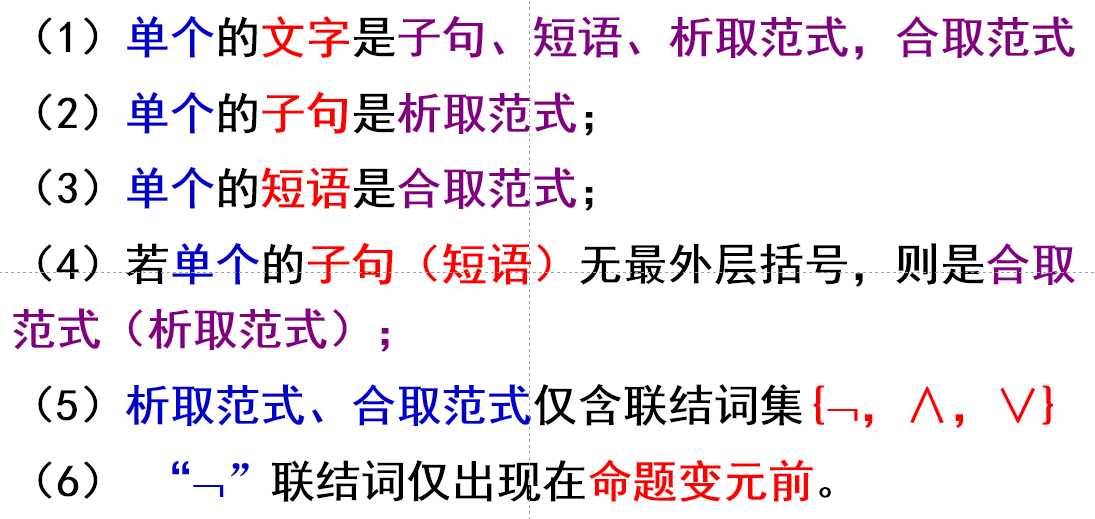 （1）单个的文字是子句、短语、析取范式，合取范式
（2）单个的子句是析取范式；
（3）单个的短语是合取范式；
（4）若单个的子句（短语）无最外层括号，则是合取
范式（析取范式）；
（5）析取范式、合取范式仅含联结词集{﹁，∧，∨}
（6） “﹁”联结词仅出现在命题变元前。